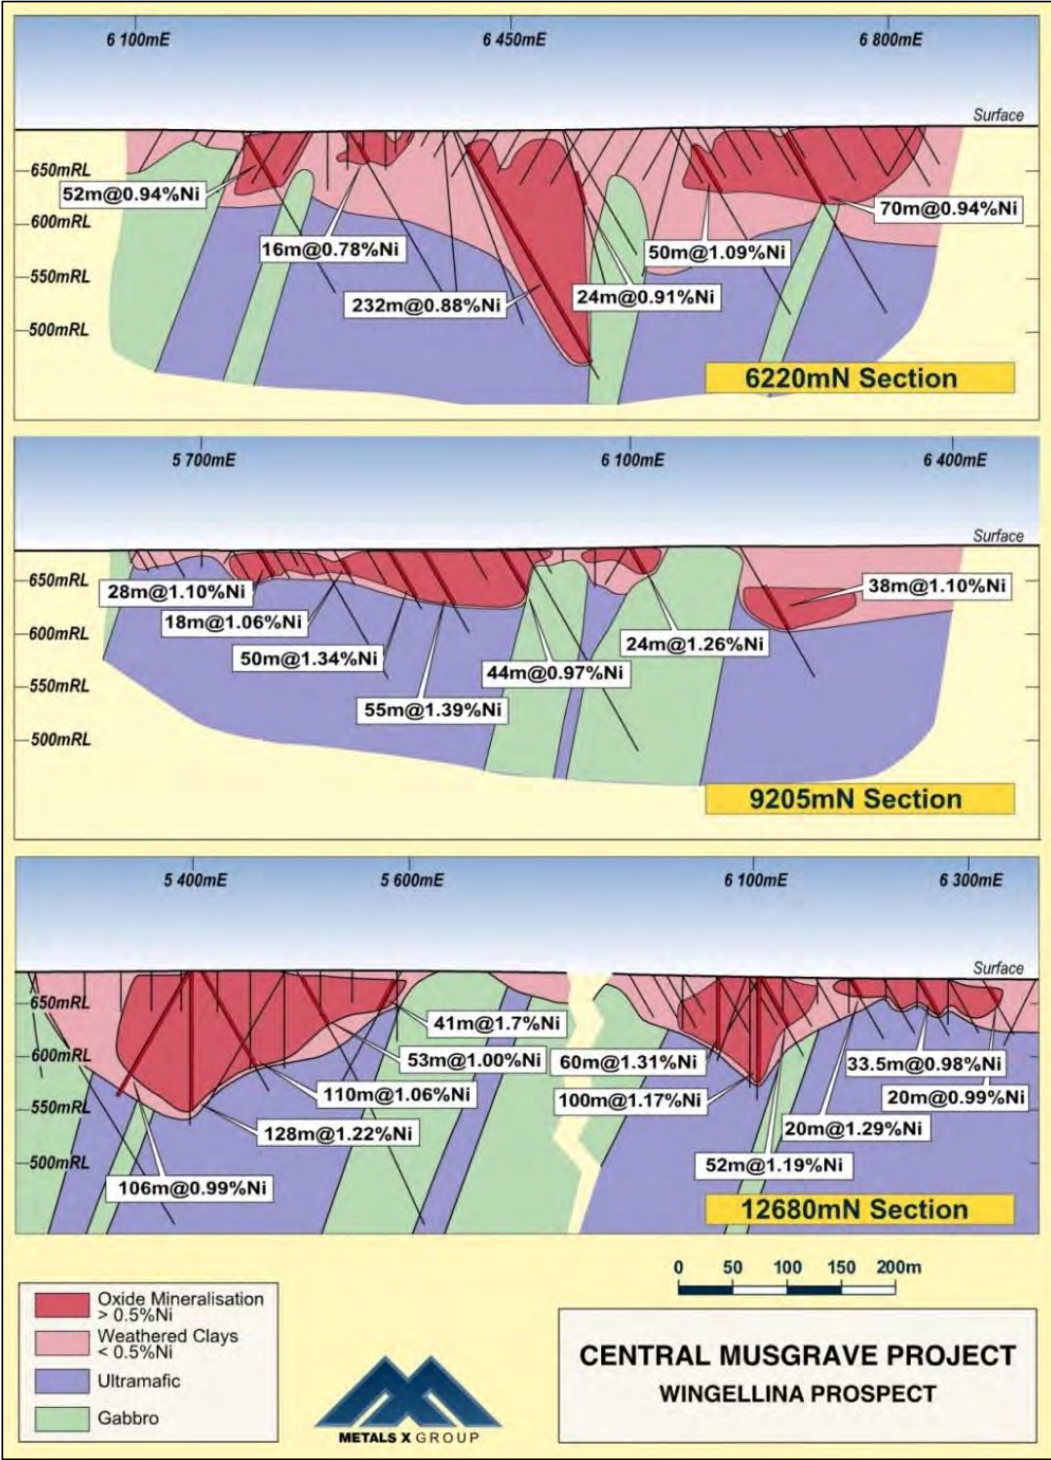 6 100mE
6 450mE
6 800mE
Surface
650mRL
52m@0.94%Ni
70m@0.94%Ni
600mRL
16m@0.78%Ni
50m@1.09%Ni
550mRL
232m@0.88%Ni
24m@0.91%Ni
500mRL
6220mN Section
5 700mE
6 100mE
6 400mE
Surface
650mRL
28m@1.10%Ni
38m@1.10%Ni
18m@1.06%Ni
600mRL
24m@1.26%Ni
50m@1.34%Ni
44m@0.97%Ni
550mRL
55m@1.39%Ni
500mRL
9205mN Section
5 400mE
5 600mE
6 100mE
6 300mE
Surface
650mRL
41m@1.7%Ni
600mRL
53m@1.00%Ni
60m@1.31%Ni
33.5m@0.98%Ni
110m@1.06%Ni
100m@1.17%Ni
20m@0.99%Ni
550mRL
128m@1.22%Ni
20m@1.29%Ni
500mRL
52m@1.19%Ni
106m@0.99%Ni
12680mN Section
0 50 100 150 200m
Oxide Mineralisation
> 0.5%Ni
Weathered Clays
< 0.5%Ni
Ultramafic
Gabbro
METALS X GROUP
CENTRAL MUSGRAVE PROJECT
WINGELLINA PROSPECT